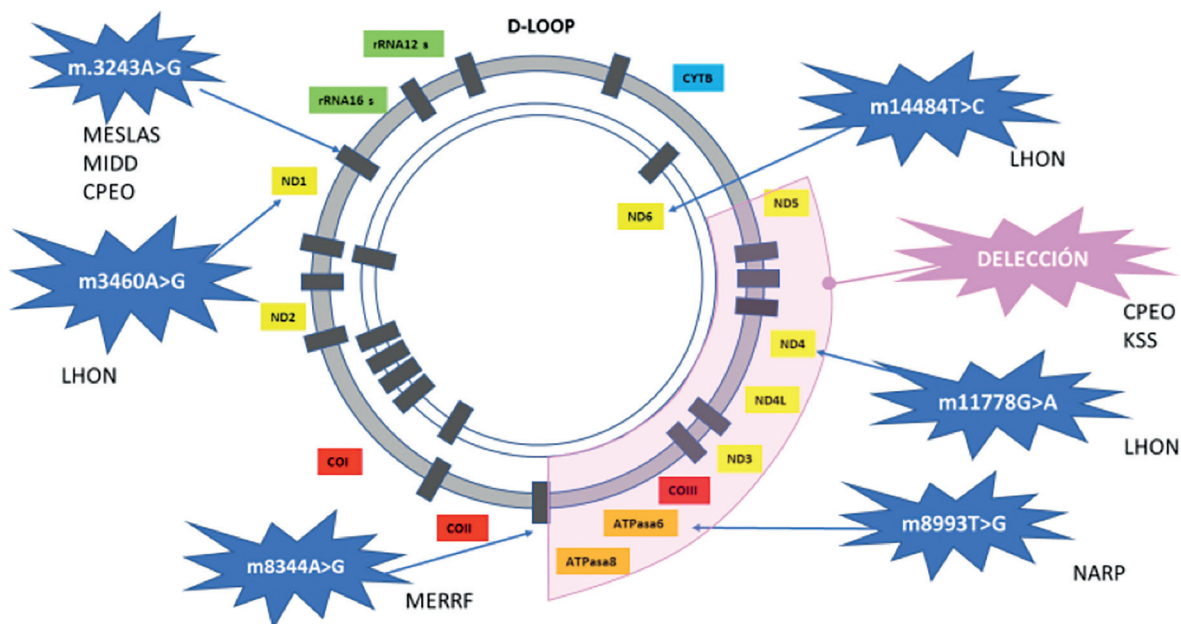 D-LOOP
rRNA12 s
rRNA16 s
CYTB
m.3243A>G
MESLAS
MIDD
CPEO
ND1
m3460A>G
LHON
ND2
COI
COII
m8344A>G
MERRF
m14484T>C
LHON
ND6
ND5
DELECCIÓN
CPEO
KSS
ND4
m11778G>A
LHON
ND4L
ND3
COIII
ATPasa6
ATPasa8
m8993T>G
NARP